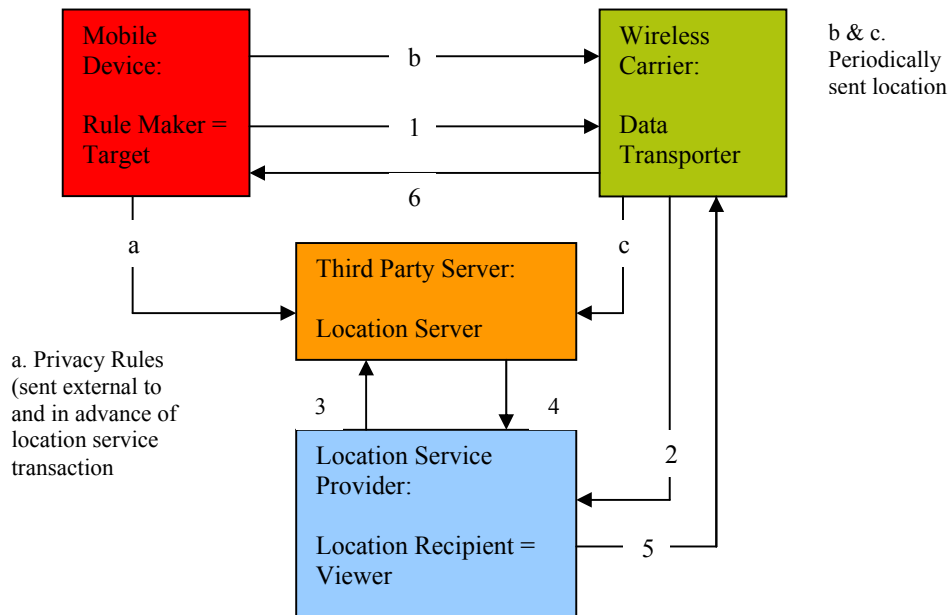 Mobile
Device:
Rule Maker =
Target
b
1
6
Wireless
Carrier:
Data
Transporter
b & c.
Periodically
sent location
a
c
Third Party Server:
Location Server
a. Privacy Rules
(sent external to
and in advance of
location service
transaction
3
4
2
Location Service
Provider:
Location Recipient =
Viewer
5